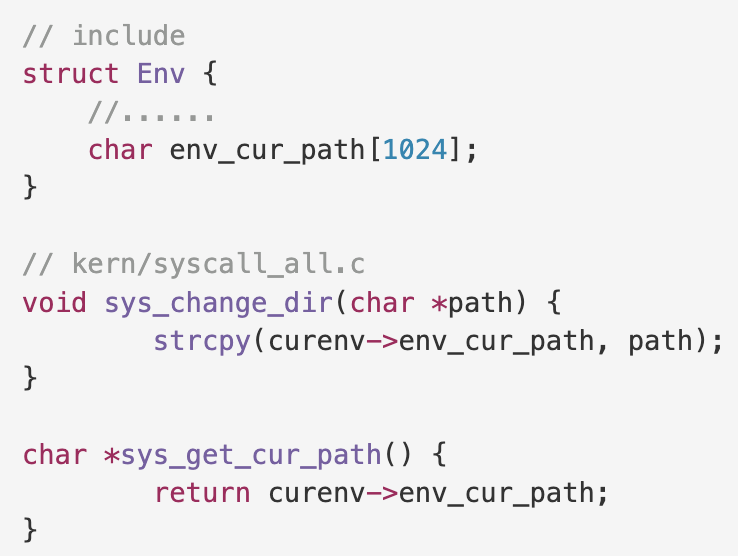 // include
struct Env {
    //......
    char env_cur_path[1024];
}

// kern/syscall_all.c
void sys_change_dir(char *path) {
        strcpy(curenv->env_cur_path, path);
}

char *sys_get_cur_path() {
        return curenv->env_cur_path;
}